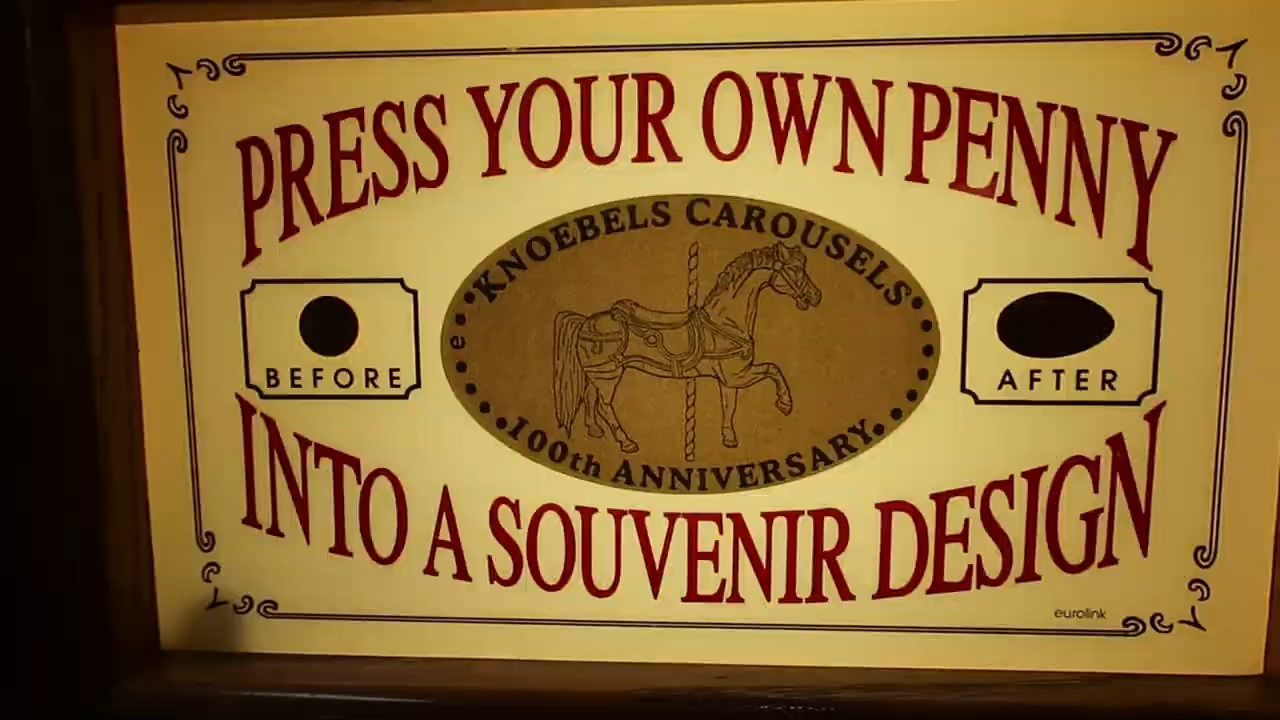 PRESS YOUR OWN PENNY
KNOEBELS CAROUSELS
BEFORE
AFTER
100th ANNIVERSARY
INTO A SOUVENIR DESIGN
eurolink